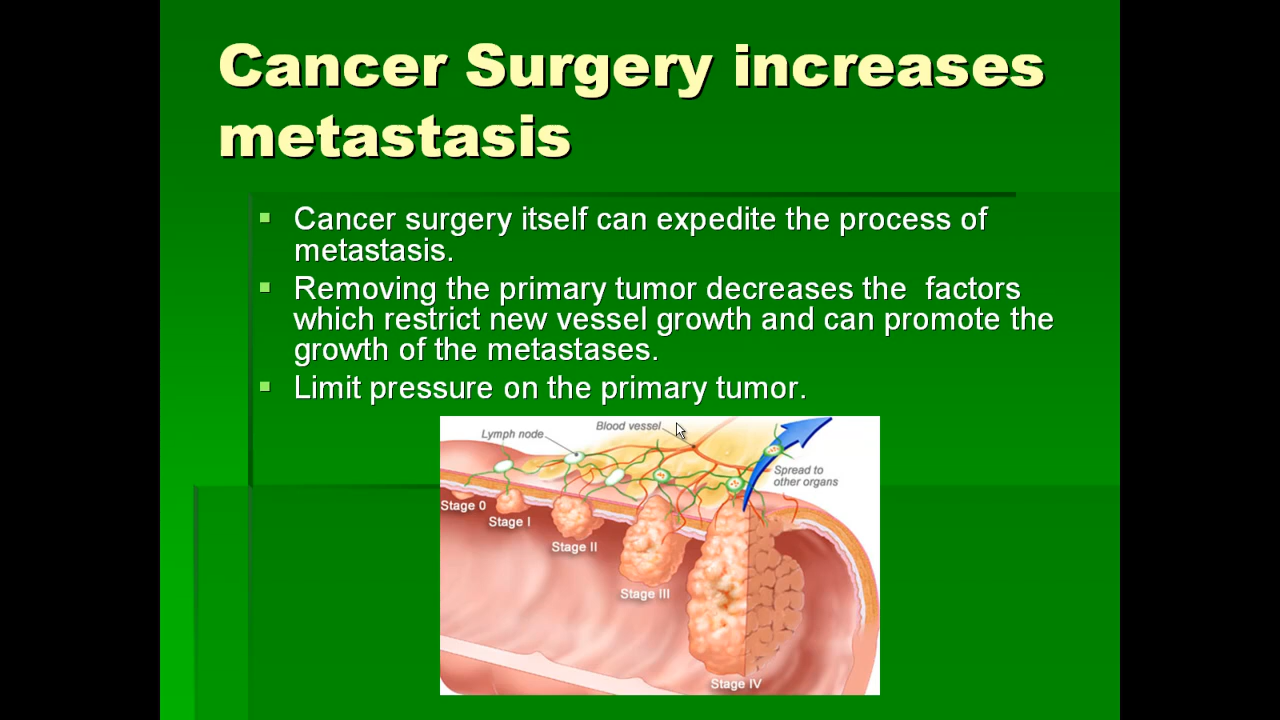 Cancer Surgery increases
metastasis
Cancer surgery itself can expedite the process of
metastasis.
Removing the primary tumor decreases the  factors
which restrict new vessel growth and can promote the
growth of the metastases.
Limit pressure on the primary tumor.
Lymph node
Blood vessel
Spread to
other organs
Stage 0
Stage I
Stage II
Stage III
Stage IV